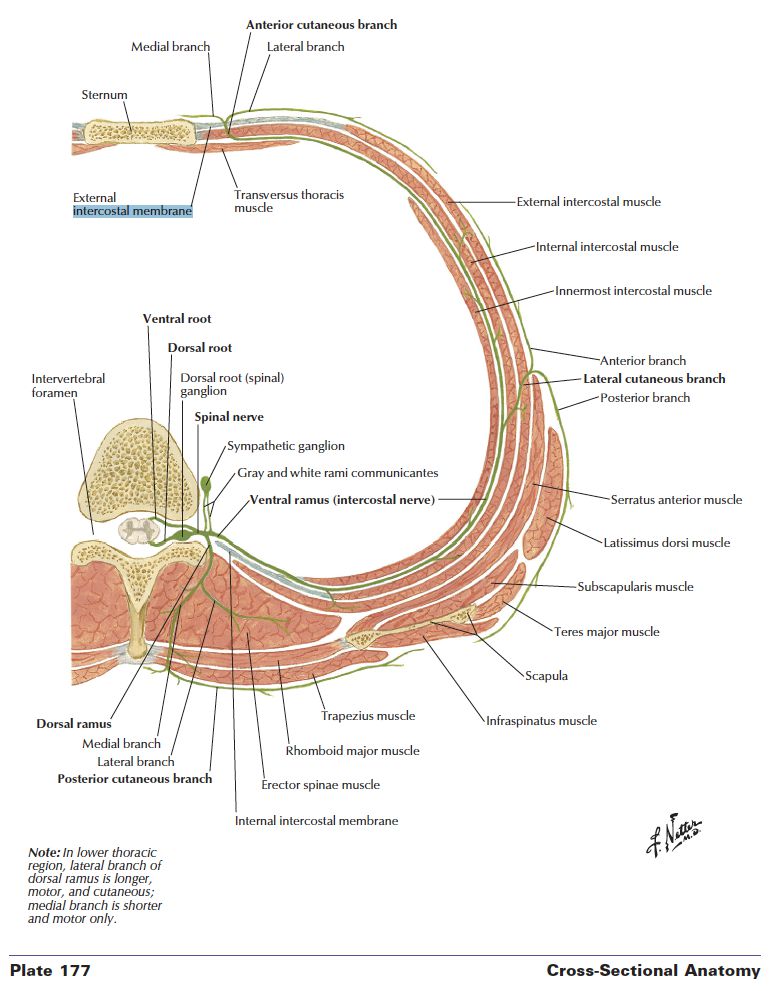 Anterior cutaneous branch
Medial branch
Lateral branch
Sternum
External
intercostal membrane
Transversus thoracis
muscle
External intercostal muscle
Internal intercostal muscle
Innermost intercostal muscle
Ventral root
Dorsal root
Intervertebral
foramen
Dorsal root (spinal)
ganglion
Anterior branch
Lateral cutaneous branch
Posterior branch
Spinal nerve
Sympathetic ganglion
Gray and white rami communicantes
Ventral ramus (intercostal nerve)
Serratus anterior muscle
Latissimus dorsi muscle
Subscapularis muscle
Teres major muscle
Scapula
Infraspinatus muscle
Trapezius muscle
Rhomboid major muscle
Erector spinae muscle
Internal intercostal membrane
Dorsal ramus
Medial branch
Lateral branch
Posterior cutaneous branch
F. Netter
M.D.
Note: In lower thoracic
region, lateral branch of
dorsal ramus is longer,
motor, and cutaneous;
medial branch is shorter
and motor only.
Plate 177
Cross-Sectional Anatomy